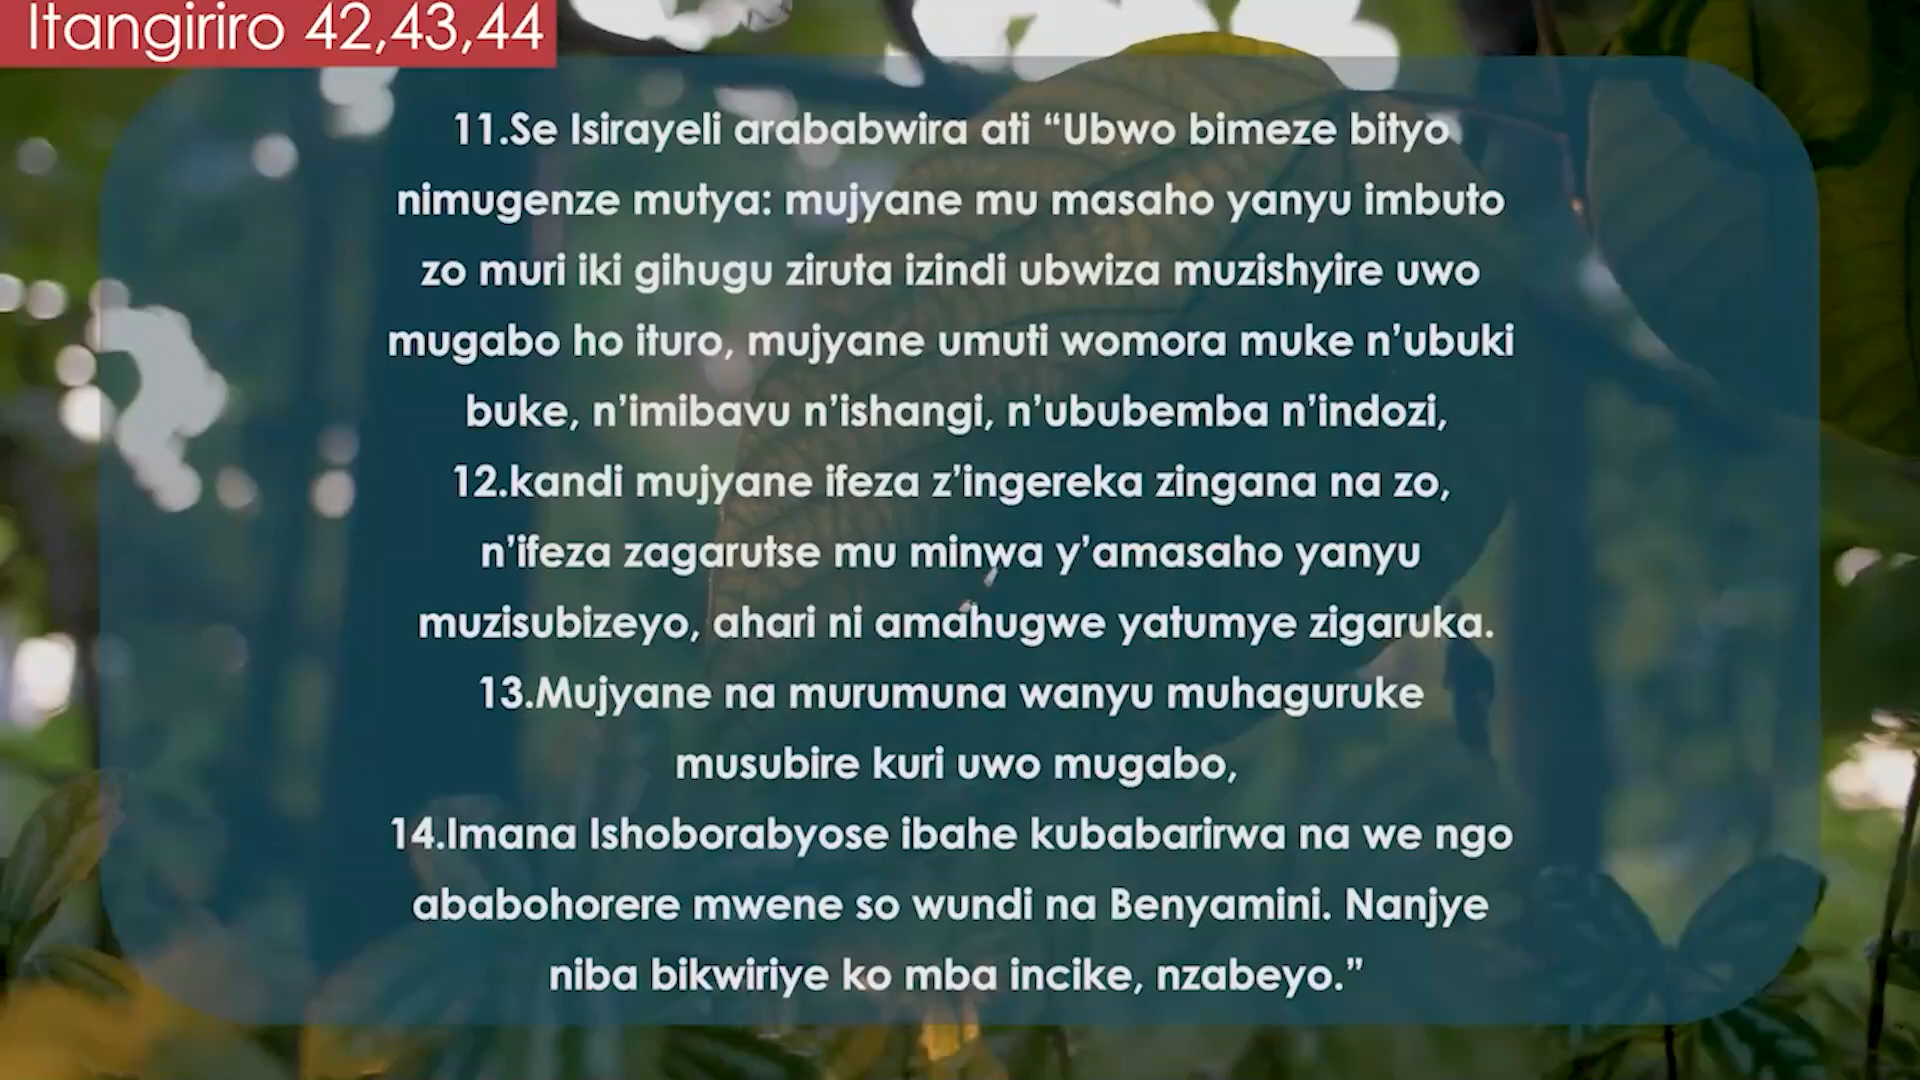 Itangiriro 42,43,44
11.Se Isirayeli arababwira ati “Ubwo bimeze bityo
nimugenze mutya: mujyane mu masaho yanyu imbuto
zo muri iki gihugu ziruta izindi ubwiza muzishyire uwo
mugabo ho ituro, mujyane umuti womora muke n’ubuki
buke, n’imibavu n’ishangi, n’ububemba n’indozi,
12.kandi mujyane ifeza z’ingereka zingana na zo,
n’ifeza zagarutse mu minwa y’amasaho yanyu
muzisubizeyo, ahari ni amahugwe yatumye zigaruka.
13.Mujyane na murumuna wanyu muhaguruke
musubire kuri uwo mugabo,
14.Imana Ishoborabyose ibahe kubabarirwa na we ngo
ababohorere mwene so wundi na Benyamini. Nanjye
niba bikwiriye ko mba incike, nzabeyo.”